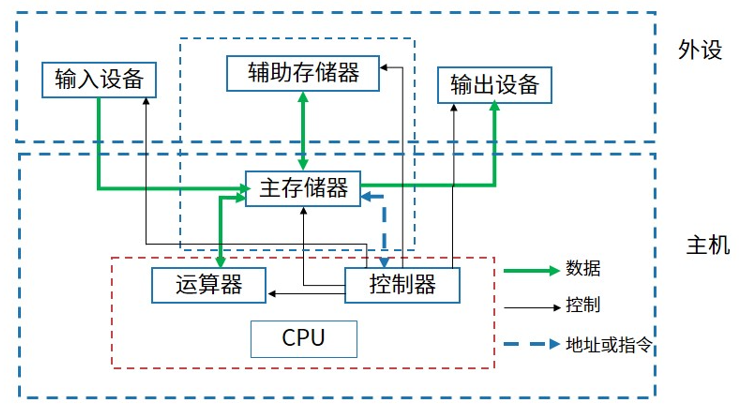 外设
输入设备
辅助存储器
输出设备
主存储器
主机
运算器
控制器
CPU
数据
控制
地址或指令